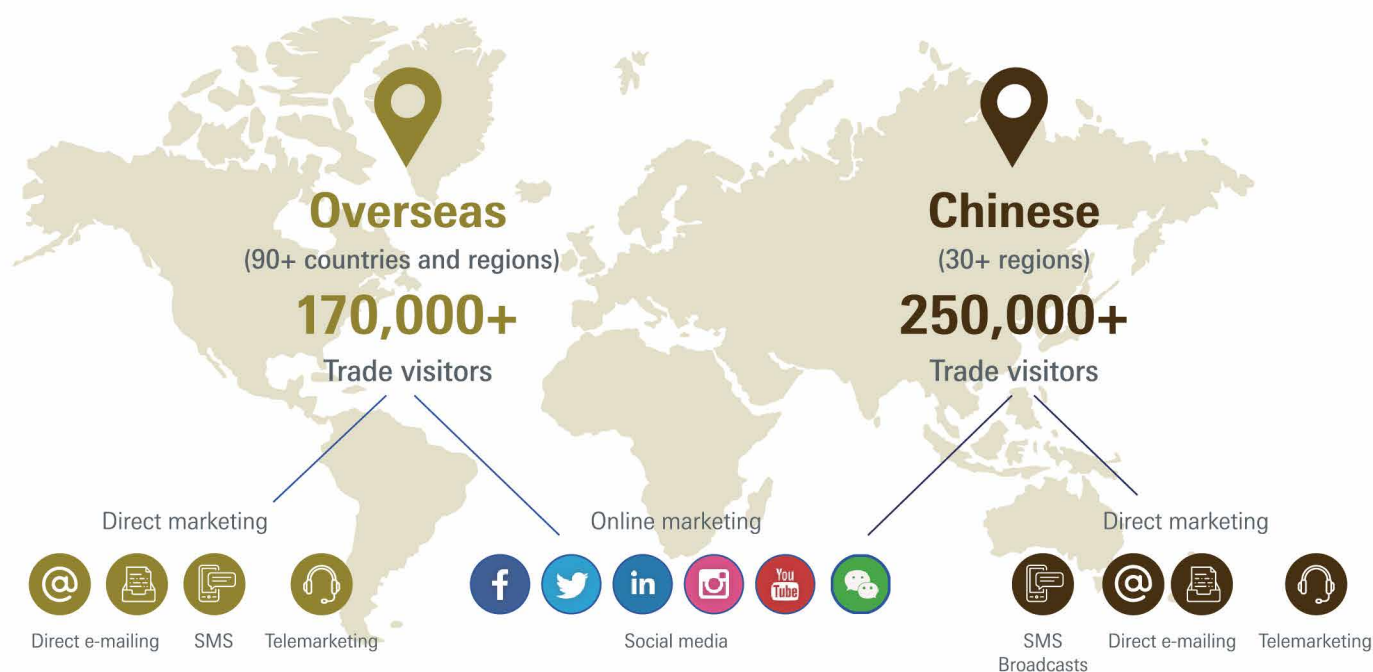 Overseas
(90+ countries and regions)
170,000+
Trade visitors
Chinese
(30+ regions)
250,000+
Trade visitors
Direct marketing
Online marketing
Direct marketing
@
f
in
You
Tube
@
Direct e-mailing
SMS
Telemarketing
Social media
SMS
Broadcasts
Direct e-mailing
Telemarketing